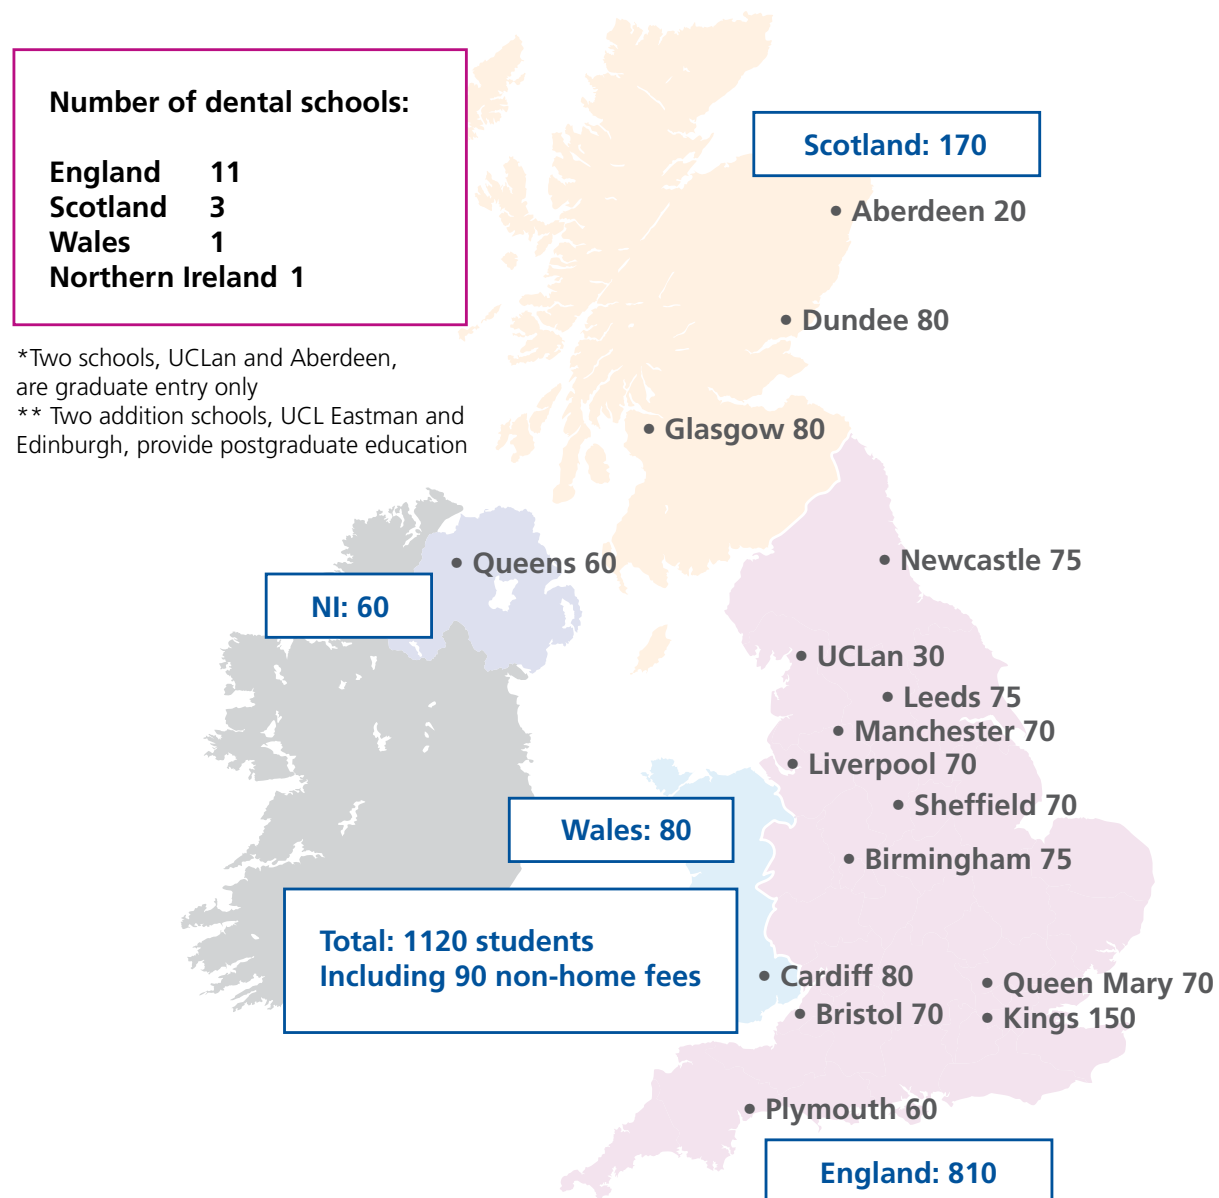 Number of dental schools:
England 11
Scotland 3
Wales 1
Northern Ireland 1
*Two schools, UCLan and Aberdeen,
are graduate entry only
** Two addition schools, UCL Eastman and
Edinburgh, provide postgraduate education
Scotland: 170
• Aberdeen 20
• Dundee 80
• Glasgow 80
• Queens 60
NI: 60
• Newcastle 75
• UCLan 30
• Leeds 75
• Manchester 70
• Liverpool 70
• Sheffield 70
Wales: 80
• Birmingham 75
Total: 1120 students
Including 90 non-home fees
• Cardiff 80
• Queen Mary 70
• Bristol 70
• Kings 150
• Plymouth 60
England: 810